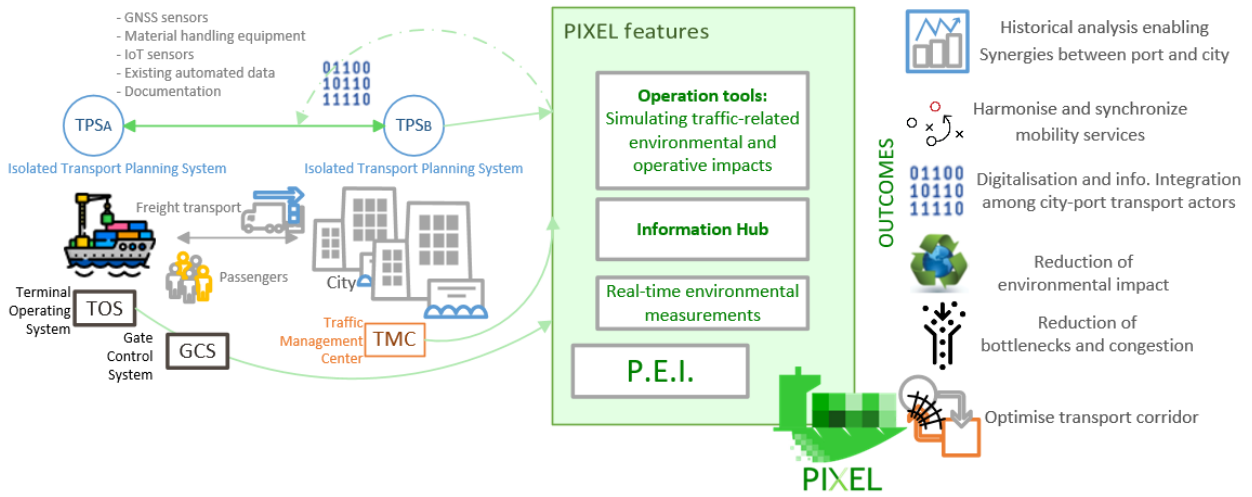 - GNSS sensors
- Material handling equipment
- IoT sensors
- Existing automated data
- Documentation
01100
10110
11110
TPSA
TPSB
Isolated Transport Planning System
Isolated Transport Planning System
Freight transport
Passengers
City
Terminal
Operating
System
TOS
Gate
Control
System
GCS
Traffic
Management
Center
TMC
PIXEL features
Operation tools:
Simulating traffic-related
environmental and
operative impacts
Information Hub
Real-time environmental
measurements
P.E.I.
PIXEL
OUTCOMES
Historical analysis enabling
Synergies between port and city
Harmonise and synchronize
mobility services
01100
10110
11110
Digitalisation and info. Integration
among city-port transport actors
Reduction of
environmental impact
Reduction of
bottlenecks and congestion
Optimise transport corridor